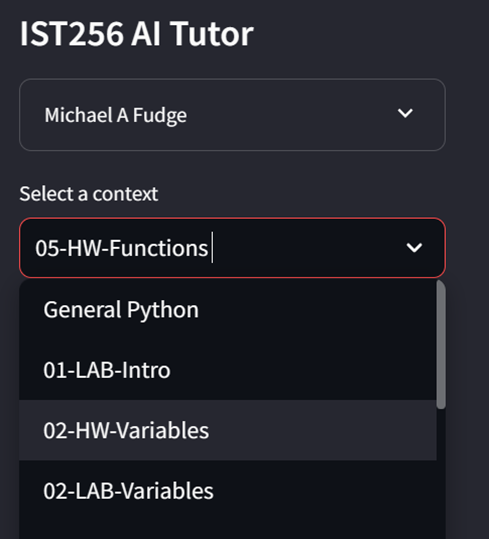 IST256 AI Tutor
Michael A Fudge
Select a context
05-HW-Functions
General Python
01-LAB-Intro
02-HW-Variables
02-LAB-Variables